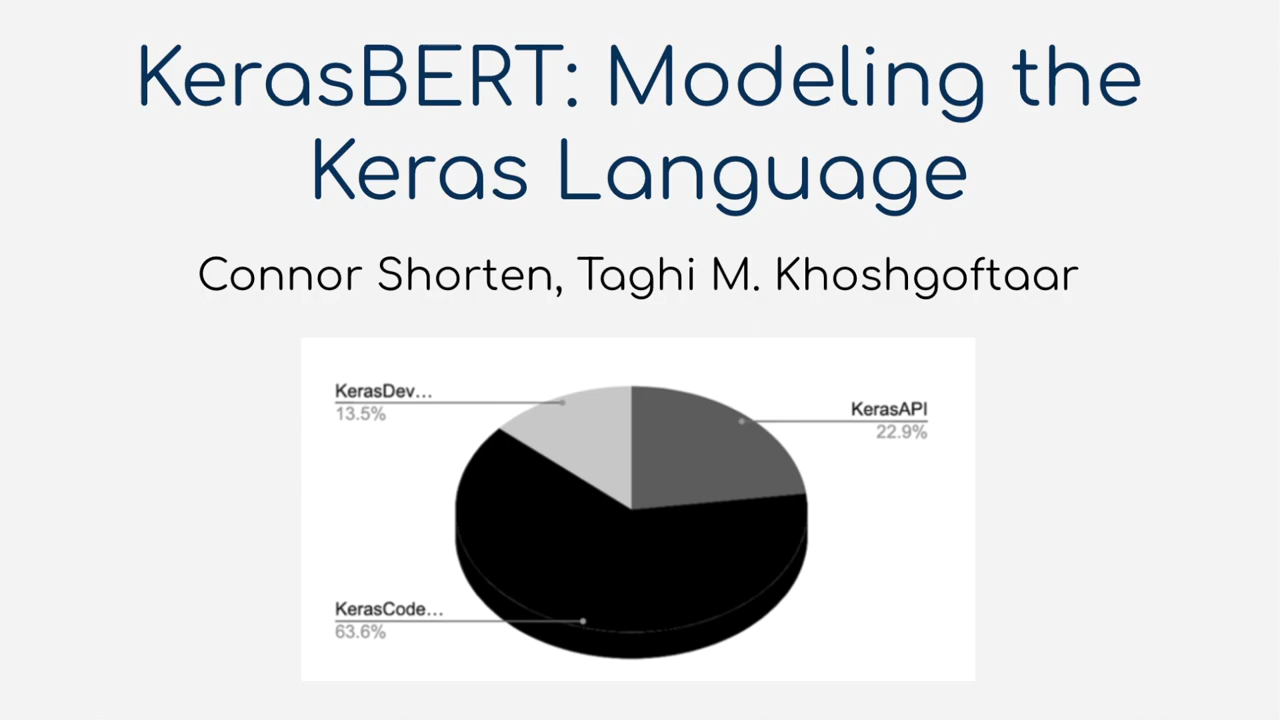 KerasBERT: Modeling the
Keras Language
Connor Shorten, Taghi M. Khoshgoftaar
KerasDev...
13.5%
KerasAPI
22.9%
KerasCode...
63.6%